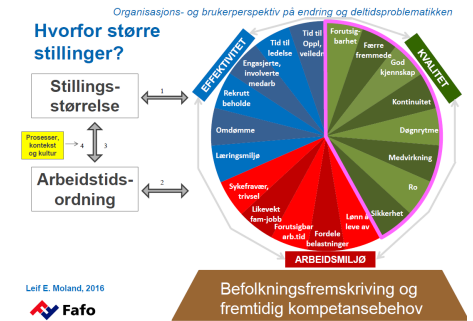 Organisasjons- og brukerperspektiv på endring og deltidsproblematikken
Hvorfor større
stillinger?
Stillings-
størrelse
1
Prosesser,
kontekst
og kultur
4
3
Arbeidstids-
ordning
2
EFFEKTIVITET
Tid til
Oppl,
veiledn
Tid til
ledelse
Engasjerte,
involverte
medarb
Rekrutt
beholde
Omdømme
Læringsmiljø
KVALITET
Forutsig-
barhet
Færre
fremmede
God
kjennskap
Kontinuitet
Døgnrytme
Medvirkning
Ro
Sikkerhet
Sykefravær,
trivsel
Likevekt
fam-jobb
Forutsigbar
arb.tid
Fordele
belastninger
Lønn å
leve av
ARBEIDSMILJØ
Befolkningsfremskriving og
fremtidig kompetansebehov
Leif E. Moland, 2016
Fafo